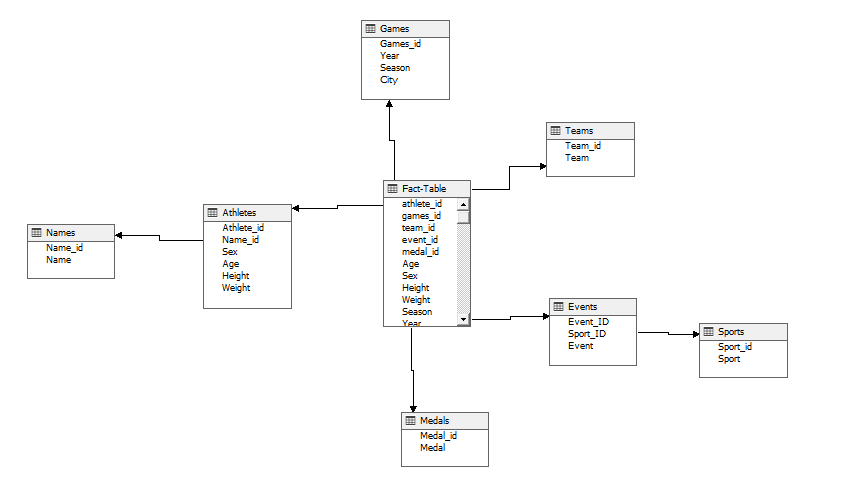 Games
Games_id
Year
Season
City
Teams
Team_id
Team
Fact-Table
athlete_id
games_id
team_id
event_id
medal_id
Age
Sex
Height
Weight
Season
Year
Athletes
Athlete_id
Name_id
Sex
Age
Height
Weight
Names
Name_id
Name
Events
Event_ID
Sport_ID
Event
Sports
Sport_id
Sport
Medals
Medal_id
Medal